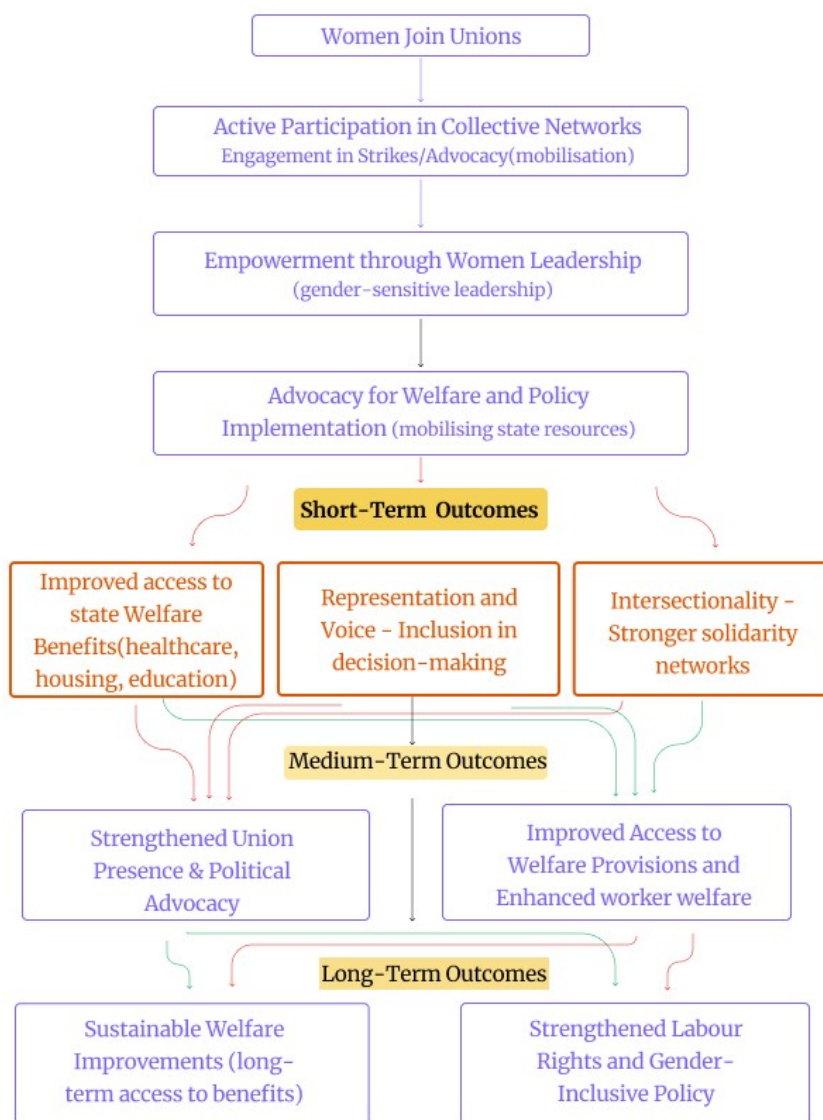 Women Join Unions
Active Participation in Collective Networks
Engagement in Strikes/Advocacy(mobilisation)
Empowerment through Women Leadership
(gender-sensitive leadership)
Advocacy for Welfare and Policy
Implementation (mobilising state resources)
Short-Term Outcomes
Improved access to
state Welfare
Benefits(healthcare,
housing, education)
Representation and
Voice - Inclusion in
decision-making
Intersectionality -
Stronger solidarity
networks
Medium-Term Outcomes
Strengthened Union
Presence & Political
Advocacy
Improved Access to
Welfare Provisions and
Enhanced worker welfare
Long-Term Outcomes
Sustainable Welfare
Improvements (long-
term access to benefits)
Strengthened Labour
Rights and Gender-
Inclusive Policy